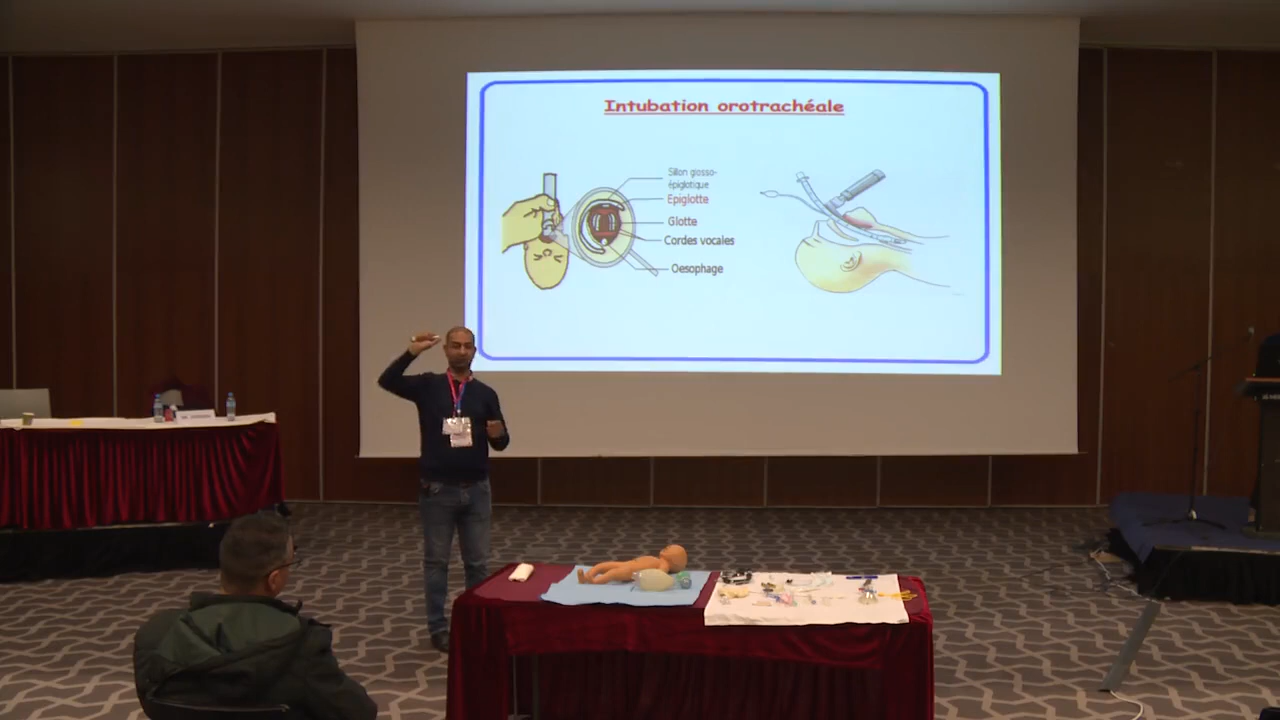 Intubation orotrachéale
Sillon glosso-
épiglotique
Epiglotte
Glotte
Cordes vocales
Oesophage